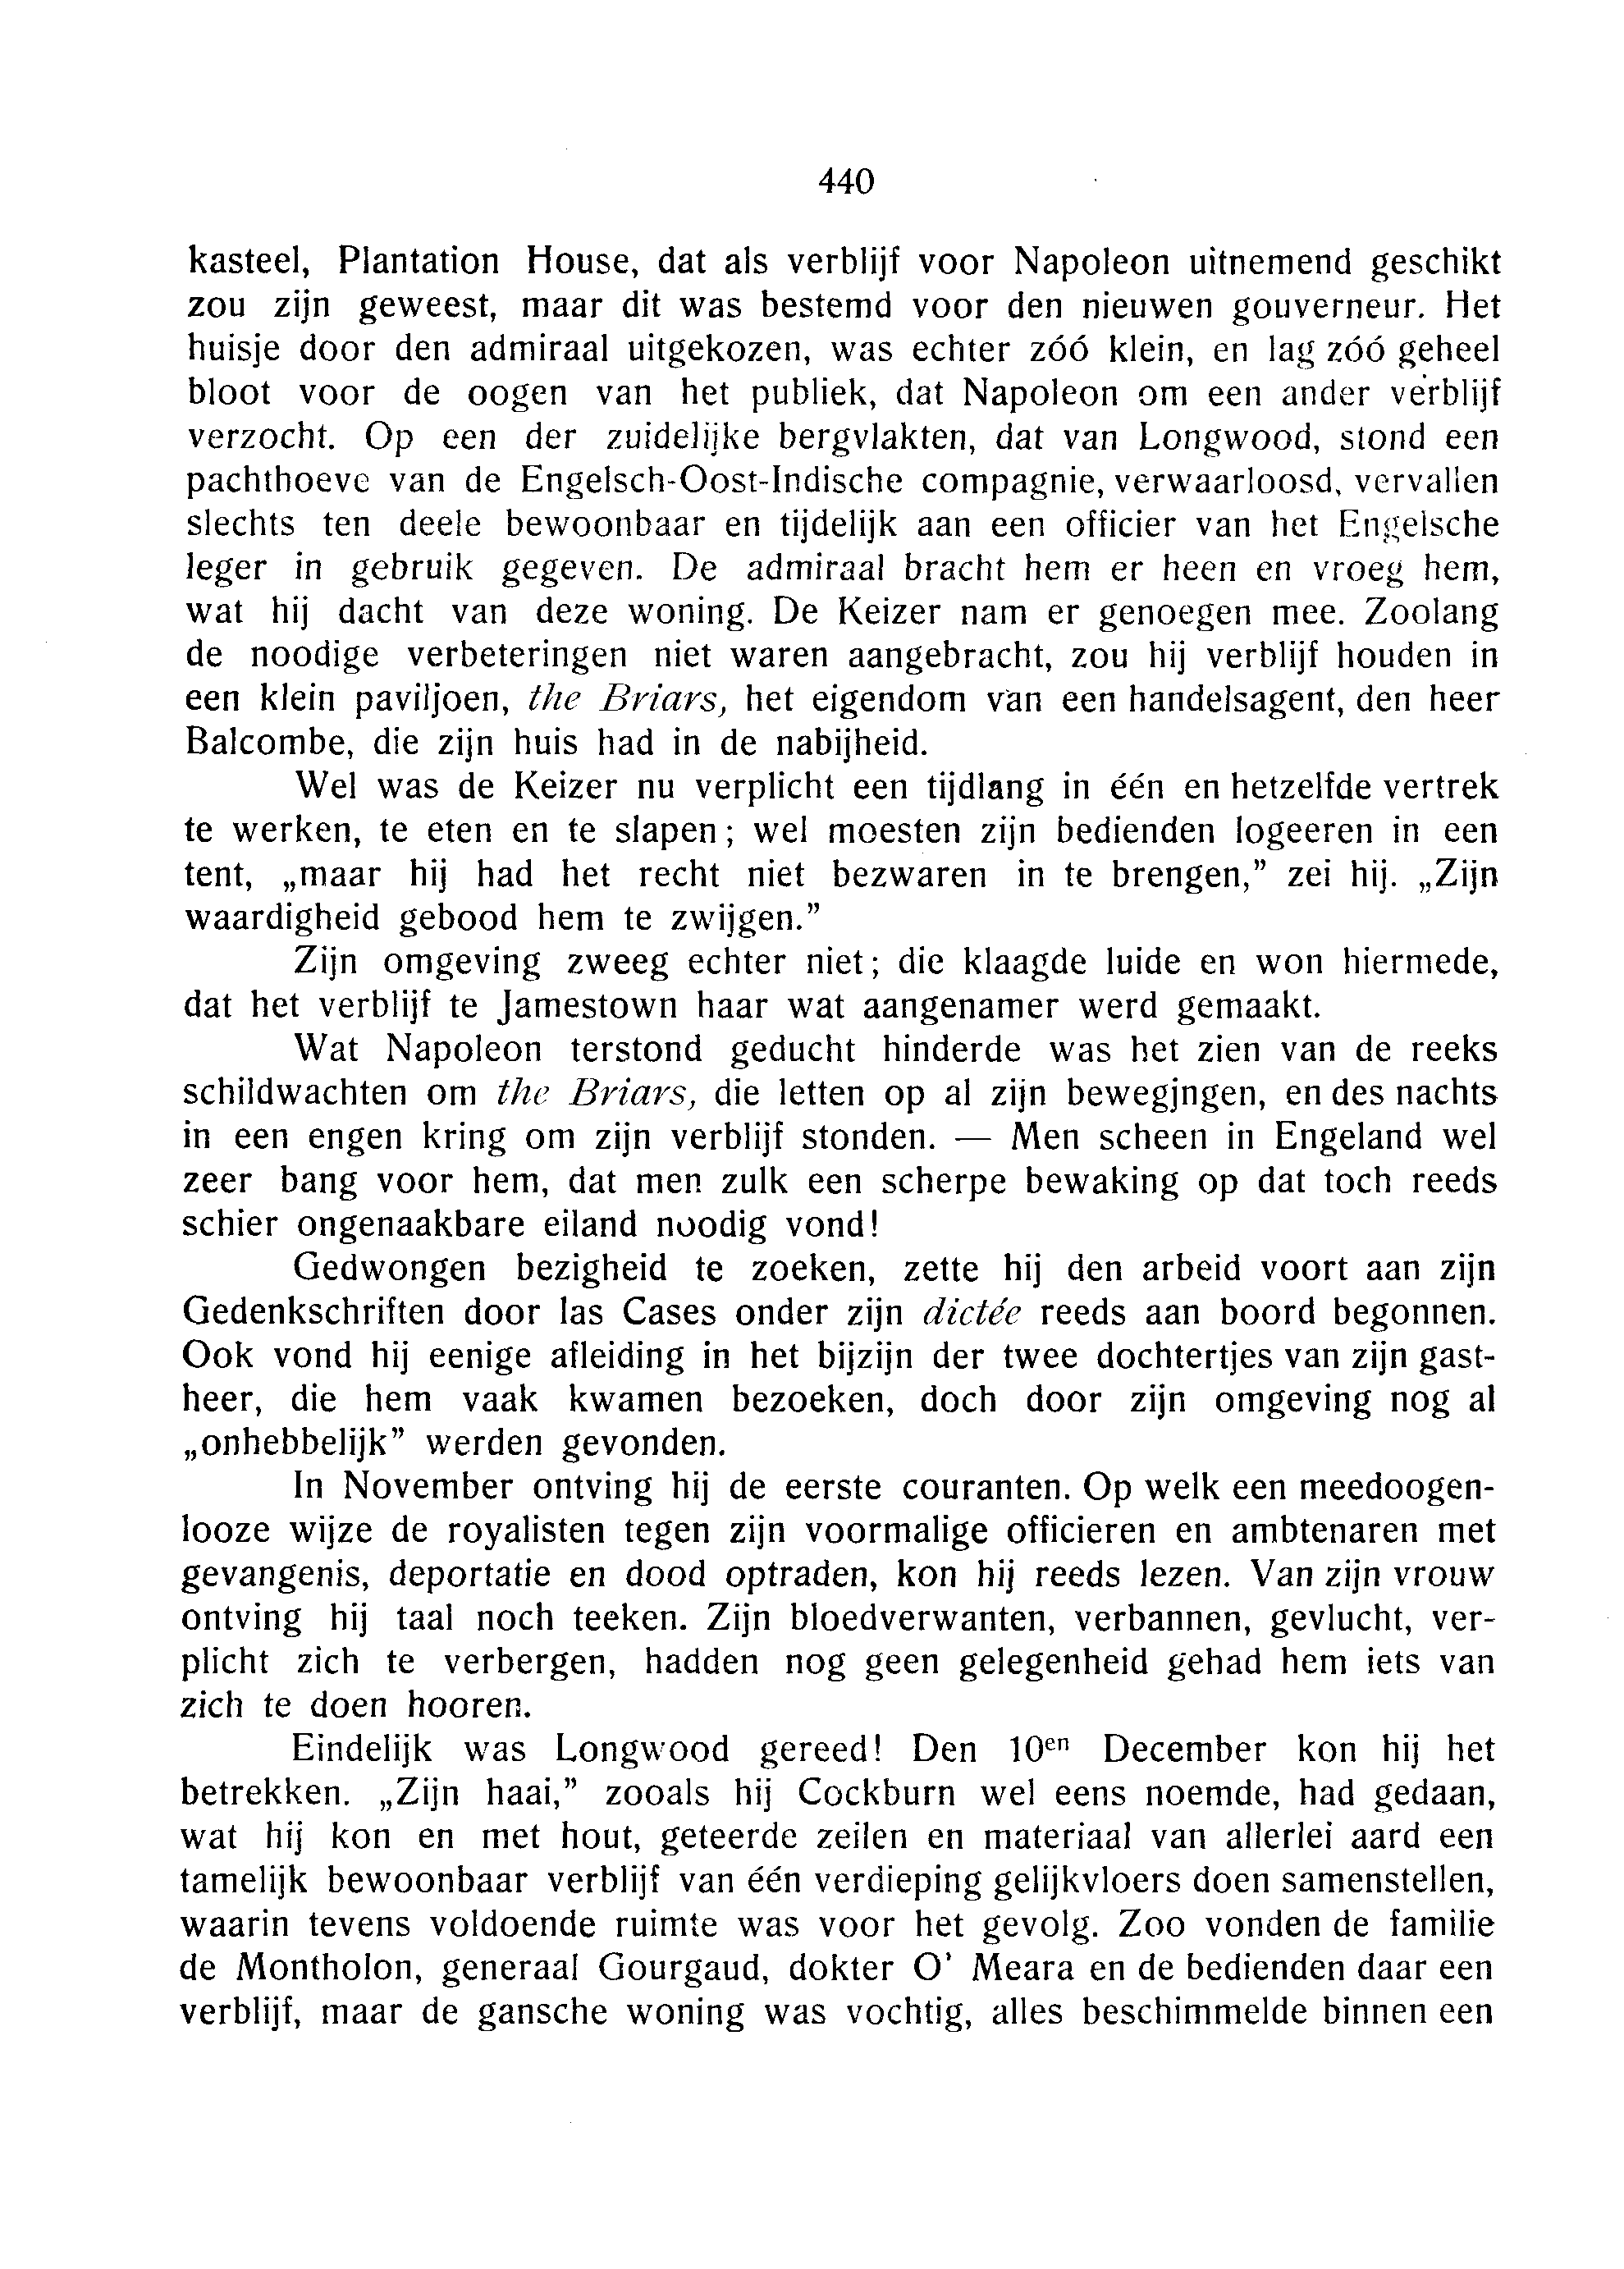 440
kasteel, Plantation House, dat als verblijf voor Napoleon uitnemend geschikt
zou zijn geweest, maar dit was bestemd voor den nieuwen gouverneur. Het
huisje door den admiraal uitgekozen, was echter zóó klein, en lag zóó geheel
bloot voor de oogen van het publiek, dat Napoleon om een ander verblijf
verzocht. Op een der zuidelijke bergvlakten, dat van Longwood, stond een
pachthoeve van de Engelsch-Oost-Indische compagnie, verwaarloosd, vervallen
slechts ten deele bewoonbaar en tijdelijk aan een officier van het Engelsche
leger in gebruik gegeven. De admiraal bracht hem er heen en vroeg hem,
wat hij dacht van deze woning. De Keizer nam er genoegen mee. Zoolang
de noodige verbeteringen niet waren aangebracht, zou hij verblijf houden in
een klein paviljoen, the Briars, het eigendom van een handelsagent, den heer
Balcombe, die zijn huis had in de nabijheid.
Wel was de Keizer nu verplicht een tijdlang in één en hetzelfde vertrek
te werken, te eten en te slapen; wel moesten zijn bedienden logeeren in een
tent, „maar hij had het recht niet bezwaren in te brengen,” zei hij. „Zijn
waardigheid gebood hem te zwijgen.”
Zijn omgeving zweeg echter niet; die klaagde luide en won hiermede,
dat het verblijf te Jamestown haar wat aangenamer werd gemaakt.
Wat Napoleon terstond geducht hinderde was het zien van de reeks
schildwachten om the Briars, die letten op al zijn bewegjngen, en des nachts
in een engen kring om zijn verblijf stonden. — Men scheen in Engeland wel
zeer bang voor hem, dat men zulk een scherpe bewaking op dat toch reeds
schier ongenaakbare eiland noodig vond!
Gedwongen bezigheid te zoeken, zette hij den arbeid voort aan zijn
Gedenkschriften door las Cases onder zijn dictée reeds aan boord begonnen.
Ook vond hij eenige afleiding in het bijzijn der twee dochtertjes van zijn gast-
heer, die hem vaak kwamen bezoeken, doch door zijn omgeving nog al
„onhebbelijk” werden gevonden.
In November ontving hij de eerste couranten. Op welk een meedoogen-
looze wijze de royalisten tegen zijn voormalige officieren en ambtenaren met
gevangenis, deportatie en dood optraden, kon hij reeds lezen. Van zijn vrouw
ontving hij taal noch teeken. Zijn bloedverwanten, verbannen, gevlucht, ver-
plicht zich te verbergen, hadden nog geen gelegenheid gehad hem iets van
zich te doen hooren.
Eindelijk was Longwood gereed! Den 10en December kon hij het
betrekken. „Zijn haai,” zooals hij Cockburn wel eens noemde, had gedaan,
wat hij kon en met hout, geteerde zeilen en materiaal van allerlei aard een
tamelijk bewoonbaar verblijf van één verdieping gelijkvloers doen samenstellen,
waarin tevens voldoende ruimte was voor het gevolg. Zoo vonden de familie
de Montholon, generaal Gourgaud, dokter O' Meara en de bedienden daar een
verblijf, maar de gansche woning was vochtig, alles beschimmelde binnen een